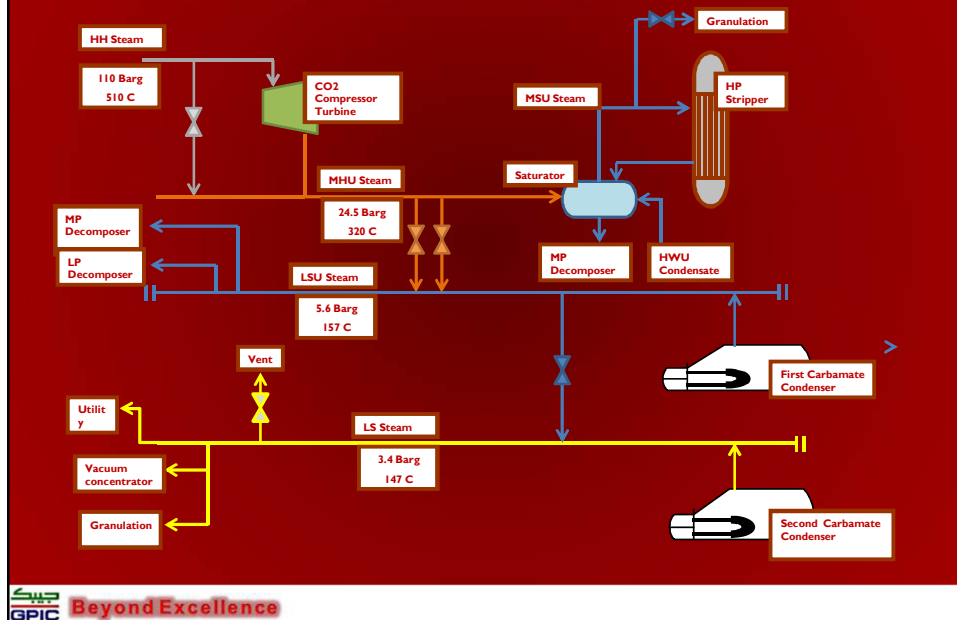 HH Steam
110 Barg
510 C
CO2
Compressor
Turbine
Granulation
MSU Steam
HP
Stripper
MHU Steam
24.5 Barg
320 C
Saturator
MP
Decomposer
LP
Decomposer
MP
Decomposer
HWU
Condensate
LSU Steam
5.6 Barg
157 C
Vent
First Carbamate
Condenser
Utilit
y
LS Steam
3.4 Barg
147 C
Vacuum
concentrator
Granulation
Second Carbamate
Condenser
جيبك
GPIC
Beyond Excellence